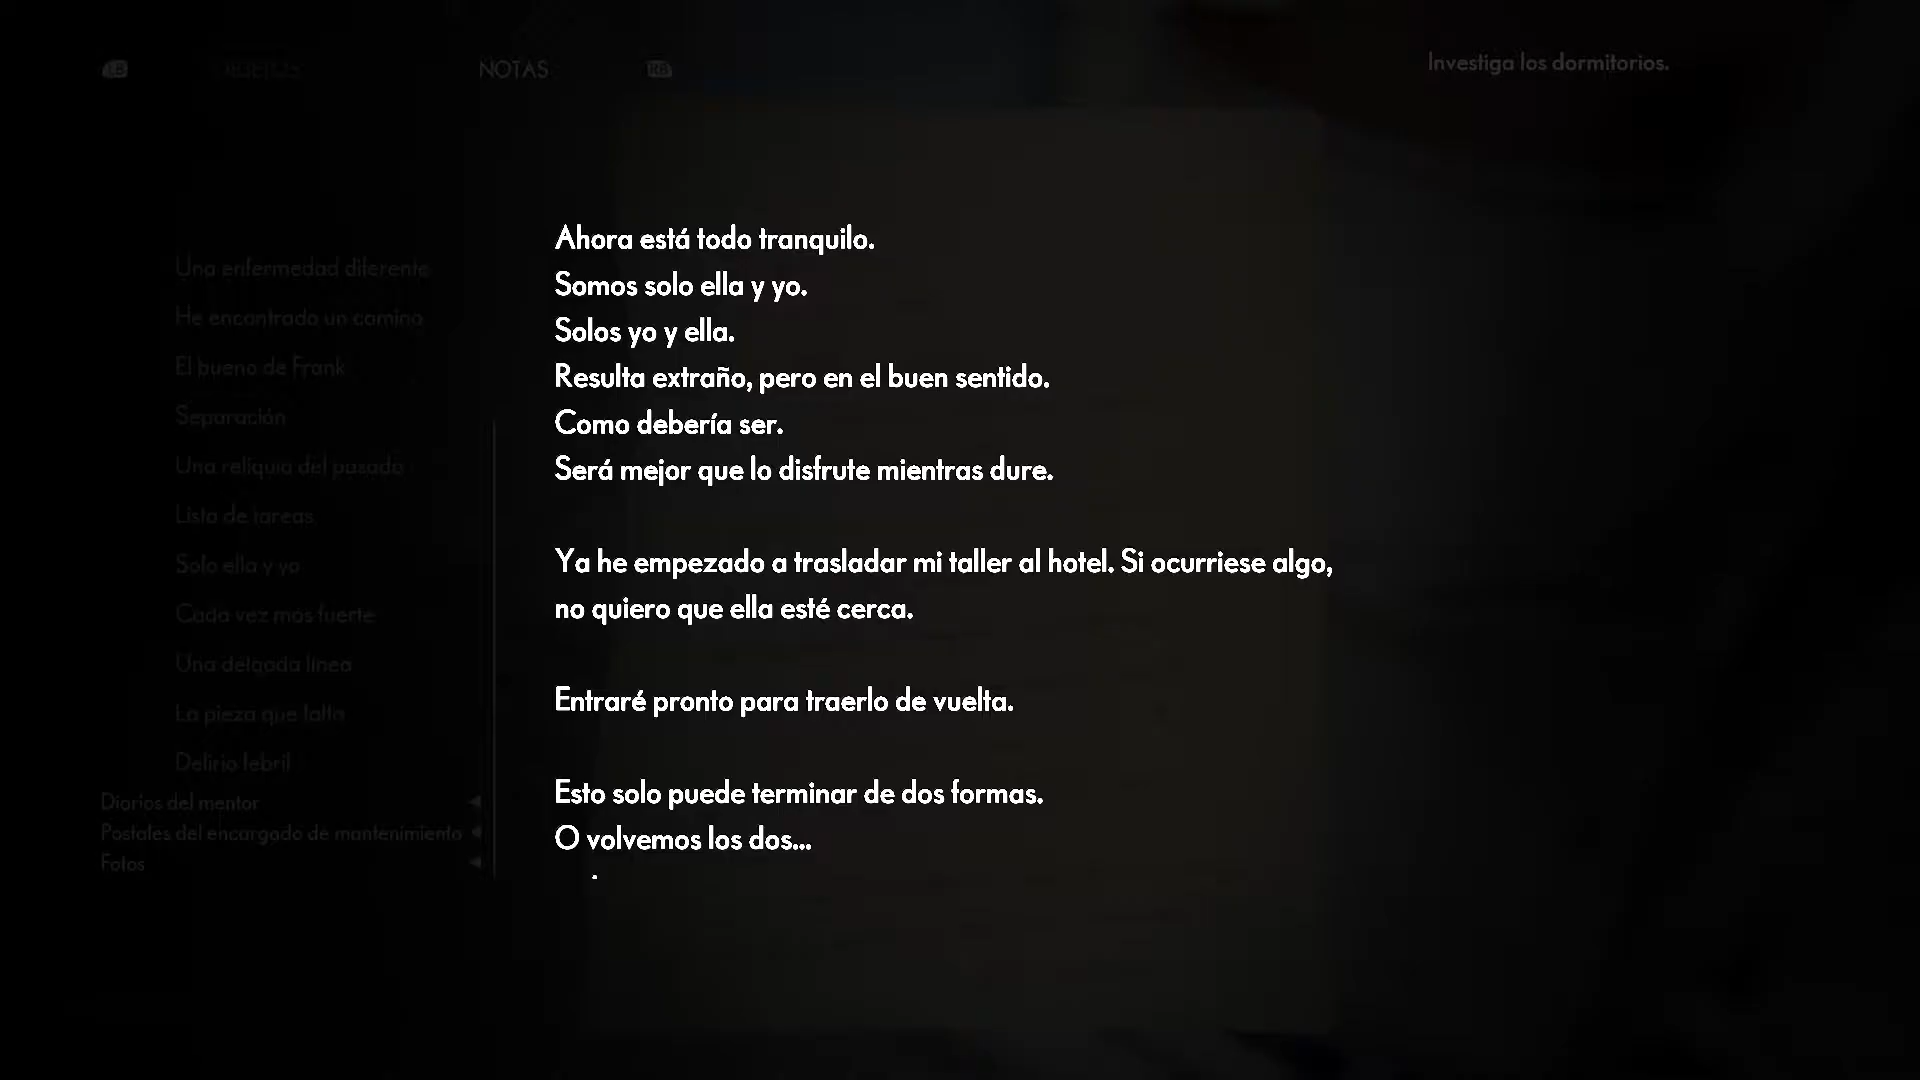 LB
OBJETOS
NOTAS
RB
Investiga los dormitorios.
Una enfermedad diferente
He encontrado un camino
El bueno de Frank
Separación
Una reliquia del pasado
Lista de tareas
Solo ella y yo
Cada vez más fuerte
Una delgada línea
La pieza que falta
Delirio febril
Diarios del mentor
Postales del encargado de mantenimiento
Fotos
Ahora está todo tranquilo.
Somos solo ella y yo.
Solos yo y ella.
Resulta extraño, pero en el buen sentido.
Como debería ser.
Será mejor que lo disfrute mientras dure.
Ya he empezado a trasladar mi taller al hotel. Si ocurriese algo,
no quiero que ella esté cerca.
Entraré pronto para traerlo de vuelta.
Esto solo puede terminar de dos formas.
O volvemos los dos...